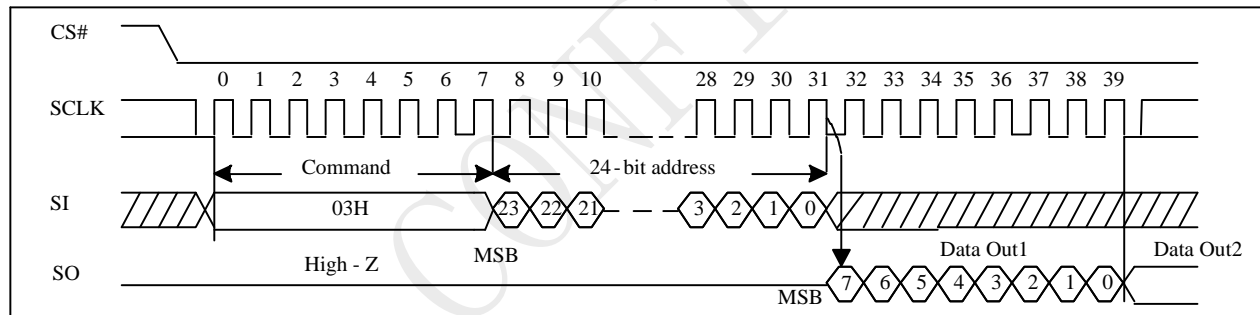 CS#
0 1 2 3 4 5 6 7 8 9 10 28 29 30 31 32 33 34 35 36 37 38 39
SCLK
Command 24-bit address
SI 03H 23 22 21 3 2 1 0
MSB Data Out1 Data Out2
High - Z
SO 7 6 5 4 3 2 1 0
MSB
CONF